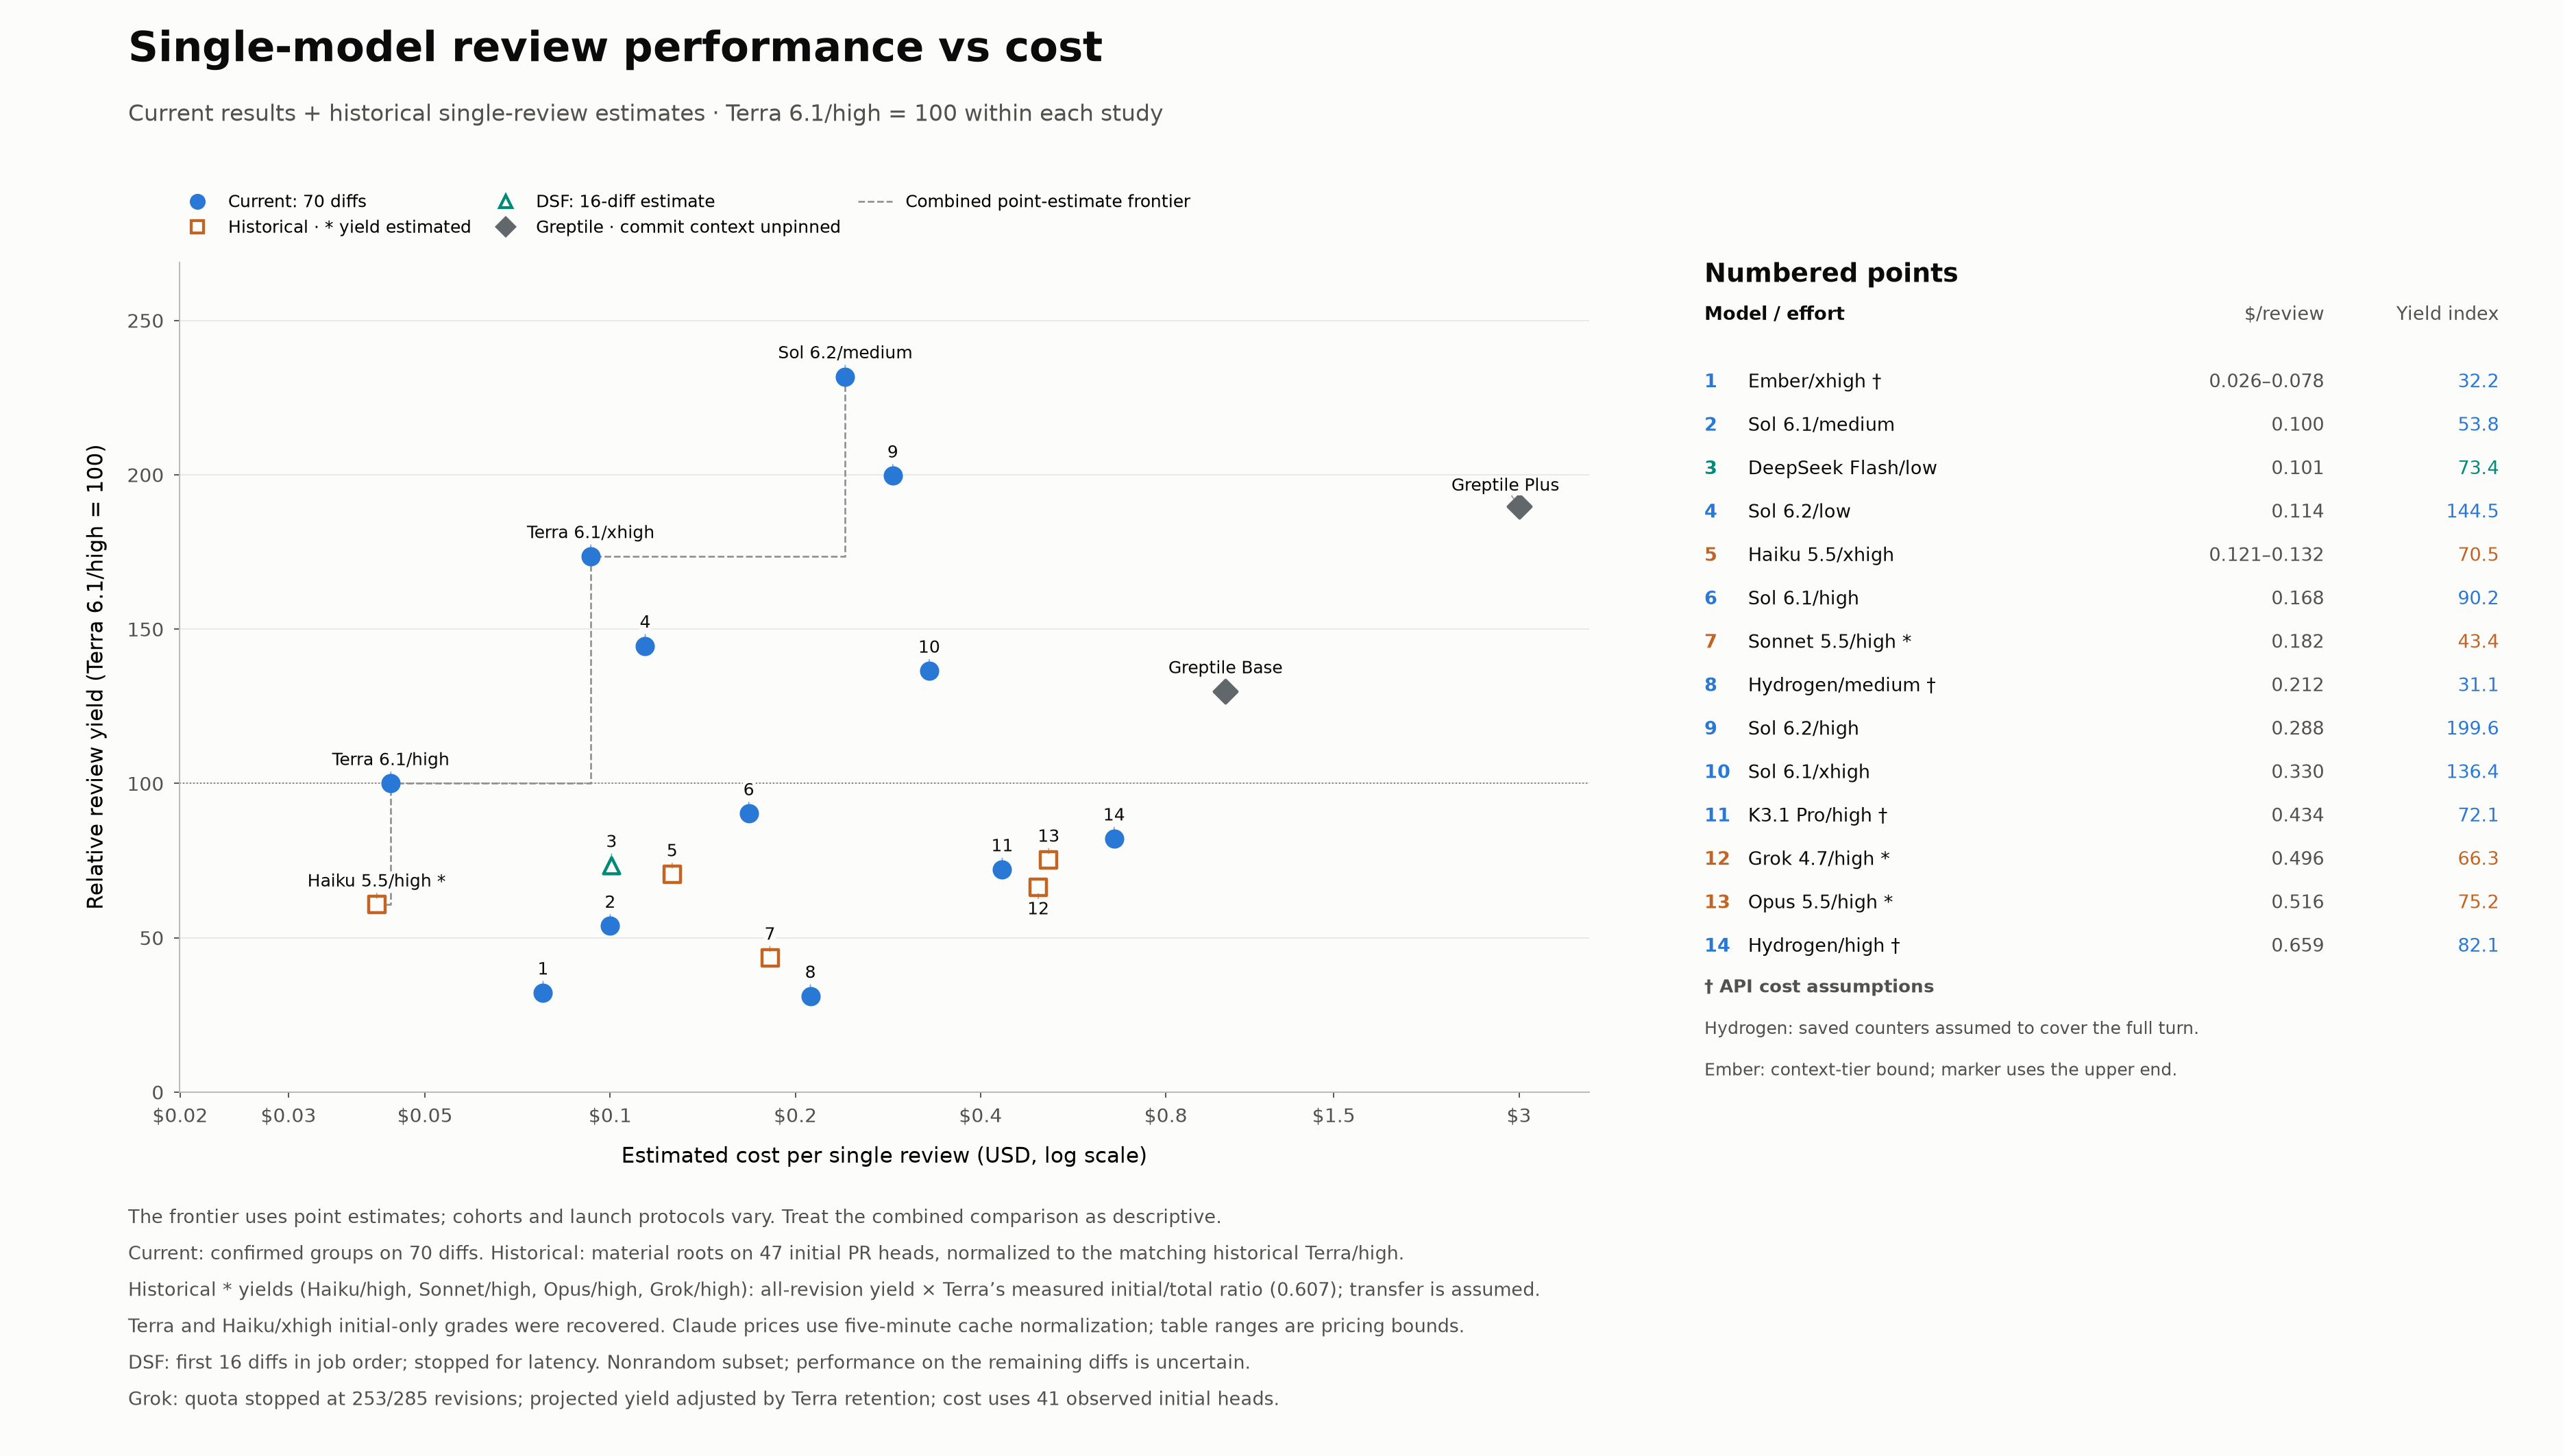 Single-model review performance vs cost
Current results + historical single-review estimates · Terra 6.1/high = 100 within each study
Current: 70 diffs
Historical · * yield estimated
DSF: 16-diff estimate
Greptile · commit context unpinned
Combined point-estimate frontier
Relative review yield (Terra 6.1/high = 100)
250
200
150
100
50
0
Sol 6.2/medium
9
Greptile Plus
Terra 6.1/xhigh
4
10
Greptile Base
Terra 6.1/high
6
14
3
5
11
13
Haiku 5.5/high *
2
12
7
1
8
$0.02
$0.03
$0.05
$0.1
$0.2
$0.4
$0.8
$1.5
$3
Estimated cost per single review (USD, log scale)
Numbered points
Model / effort $/review Yield index
1 Ember/xhigh † 0.026–0.078 32.2
2 Sol 6.1/medium 0.100 53.8
3 DeepSeek Flash/low 0.101 73.4
4 Sol 6.2/low 0.114 144.5
5 Haiku 5.5/xhigh 0.121–0.132 70.5
6 Sol 6.1/high 0.168 90.2
7 Sonnet 5.5/high * 0.182 43.4
8 Hydrogen/medium † 0.212 31.1
9 Sol 6.2/high 0.288 199.6
10 Sol 6.1/xhigh 0.330 136.4
11 K3.1 Pro/high † 0.434 72.1
12 Grok 4.7/high * 0.496 66.3
13 Opus 5.5/high * 0.516 75.2
14 Hydrogen/high † 0.659 82.1
† API cost assumptions
Hydrogen: saved counters assumed to cover the full turn.
Ember: context-tier bound; marker uses the upper end.
The frontier uses point estimates; cohorts and launch protocols vary. Treat the combined comparison as descriptive.
Current: confirmed groups on 70 diffs. Historical: material roots on 47 initial PR heads, normalized to the matching historical Terra/high.
Historical * yields (Haiku/high, Sonnet/high, Opus/high, Grok/high): all-revision yield × Terra’s measured initial/total ratio (0.607); transfer is assumed.
Terra and Haiku/xhigh initial-only grades were recovered. Claude prices use five-minute cache normalization; table ranges are pricing bounds.
DSF: first 16 diffs in job order; stopped for latency. Nonrandom subset; performance on the remaining diffs is uncertain.
Grok: quota stopped at 253/285 revisions; projected yield adjusted by Terra retention; cost uses 41 observed initial heads.